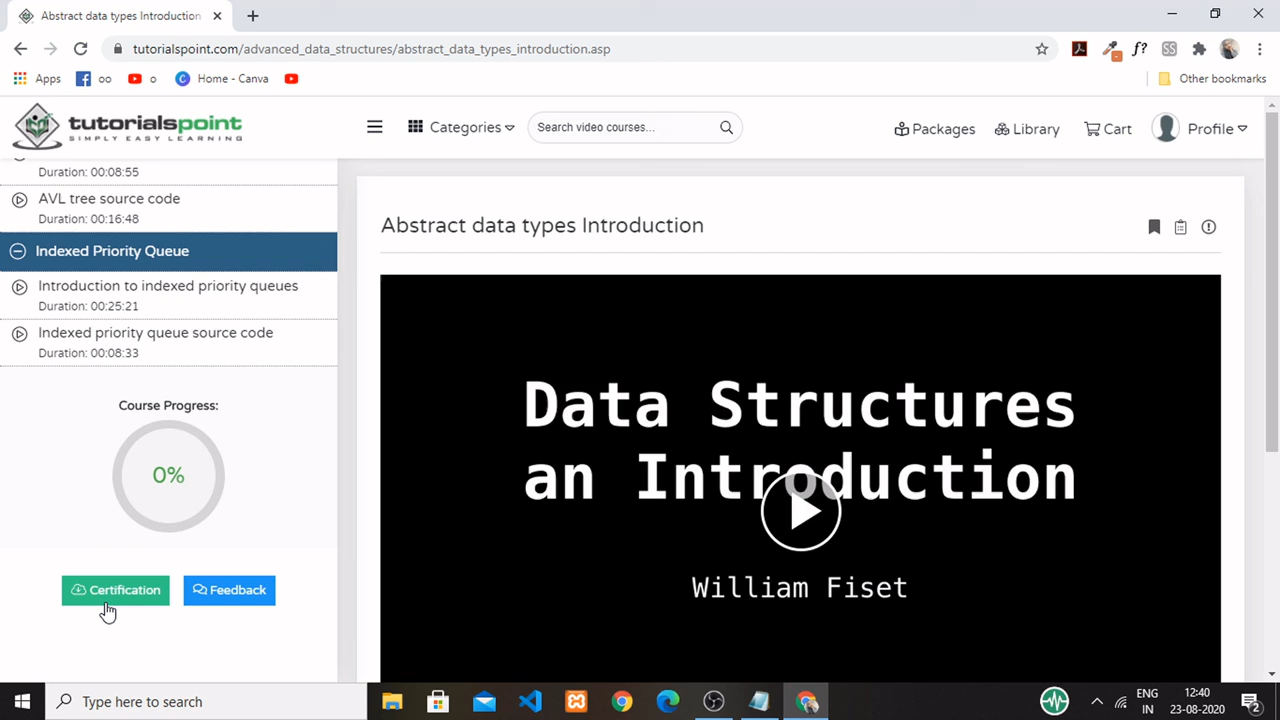 Abstract data types Introduction
tutorialspoint.com/advanced_data_structures/abstract_data_types_introduction.asp
f?
SS
Apps
oo
o
Home - Canva
Other bookmarks
tutorialspoint
SIMPLY EASY LEARNING
Categories
Search video courses...
Packages
Library
Cart
Profile
Duration: 00:08:55
AVL tree source code
Duration: 00:16:48
Indexed Priority Queue
Introduction to indexed priority queues
Duration: 00:25:21
Indexed priority queue source code
Duration: 00:08:33
Course Progress:
0%
Certification
Feedback
Abstract data types Introduction
Data Structures
an Introduction
William Fiset
Type here to search
ENG
IN
12:40
23-08-2020
2